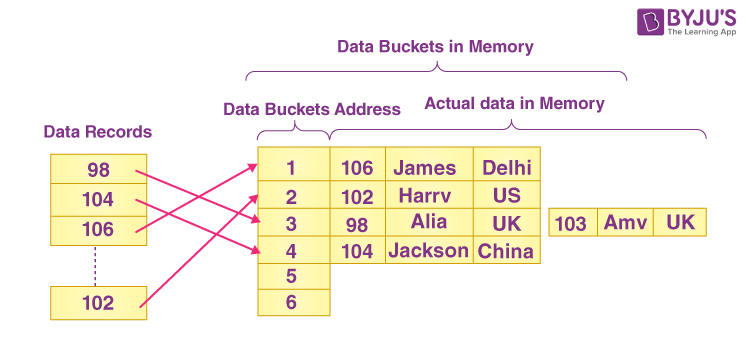 BYJU'S
The Learning App
Data Buckets in Memory
Data Buckets Address
Actual data in Memory
Data Records
98
104
106
102
1 106 James Delhi
2 102 Harrv US
3 98 Alia UK 103 Amv UK
4 104 Jackson China
5
6